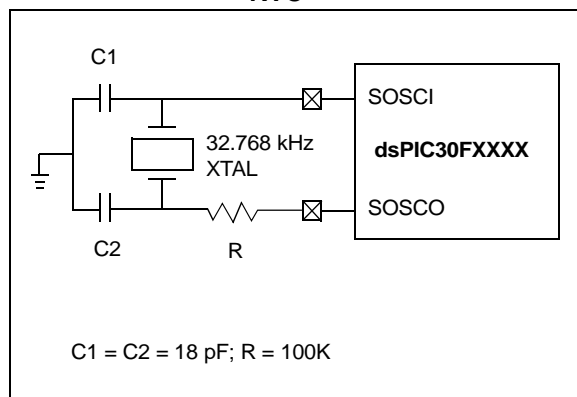 C1
SOSCI
32.768 kHz
XTAL
dsPIC30FXXXX
SOSCO
C2
R
C1 = C2 = 18 pF; R = 100K